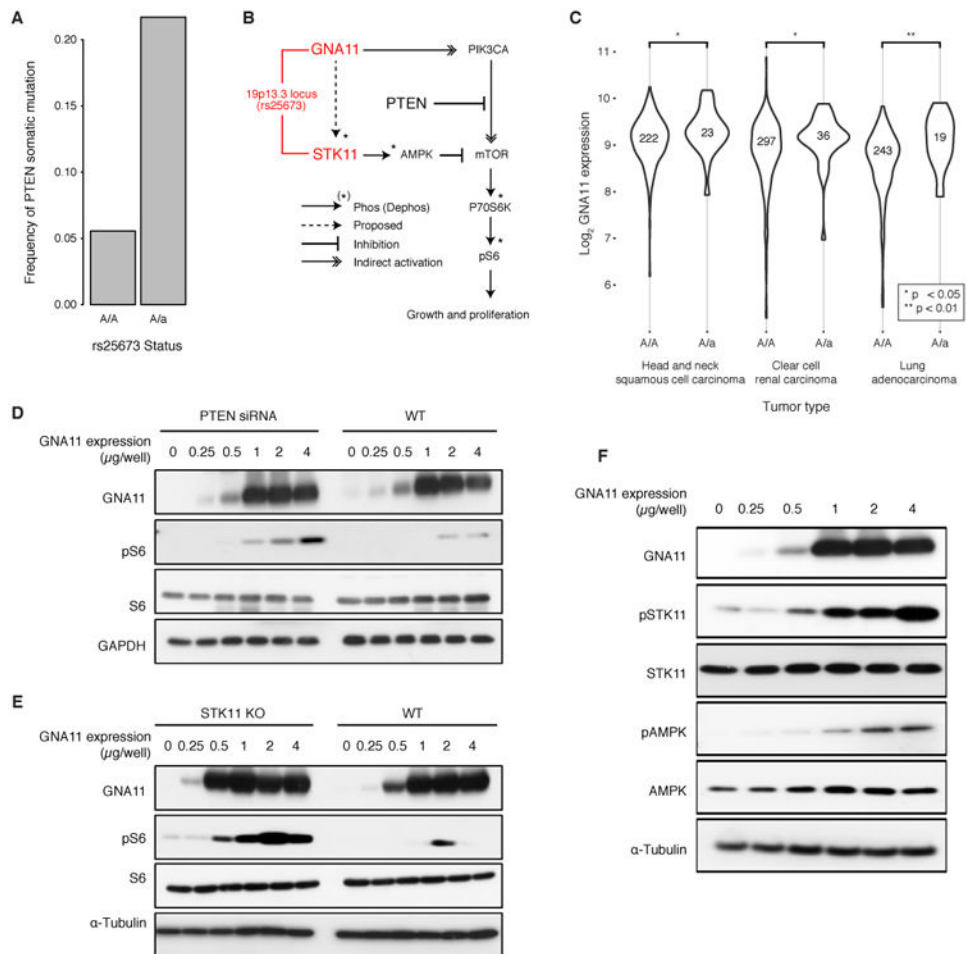 A
Frequency of PTEN somatic mutation
0.20
0.15
0.10
0.05
0.00
A/A A/a
rs25673 Status
B
GNA11
PIK3CA
19p13.3 locus
(rs25673)
PTEN
*
STK11
* AMPK
mTOR
*
P70S6K
*
pS6
Growth and proliferation
(*)
Phos (Dephos)
Proposed
Inhibition
Indirect activation
C
Log2 GNA11 expression
11
10
9
8
7
6
* * **
222 23 297 36 243 19
* p < 0.05
** p < 0.01
A/A A/a A/A A/a A/A A/a
Head and neck
squamous cell carcinoma
Clear cell
renal carcinoma
Lung
adenocarcinoma
Tumor type
D
PTEN siRNA WT
GNA11 expression
(µg/well)
0 0.25 0.5 1 2 4 0 0.25 0.5 1 2 4
GNA11
pS6
S6
GAPDH
E
STK11 KO WT
GNA11 expression
(µg/well)
0 0.25 0.5 1 2 4 0 0.25 0.5 1 2 4
GNA11
pS6
S6
α-Tubulin
F
GNA11 expression
(µg/well)
0 0.25 0.5 1 2 4
GNA11
pSTK11
STK11
pAMPK
AMPK
α-Tubulin